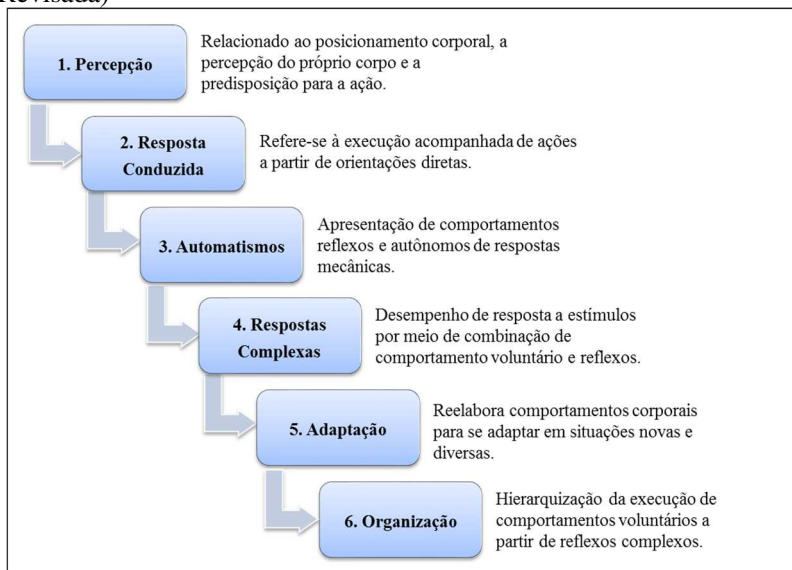 Revisada)
1. Percepção
Relacionado ao posicionamento corporal, a
percepção do próprio corpo e a
predisposição para a ação.
2. Resposta
Conduzida
Refere-se à execução acompanhada de ações
a partir de orientações diretas.
3. Automatismos
Apresentação de comportamentos
reflexos e autônomos de respostas
mecânicas.
4. Respostas
Complexas
Desempenho de resposta a estímulos
por meio de combinação de
comportamento voluntário e reflexos.
5. Adaptação
Reelabora comportamentos corporais
para se adaptar em situações novas e
diversas.
6. Organização
Hierarquização da execução de
comportamentos voluntários a
partir de reflexos complexos.